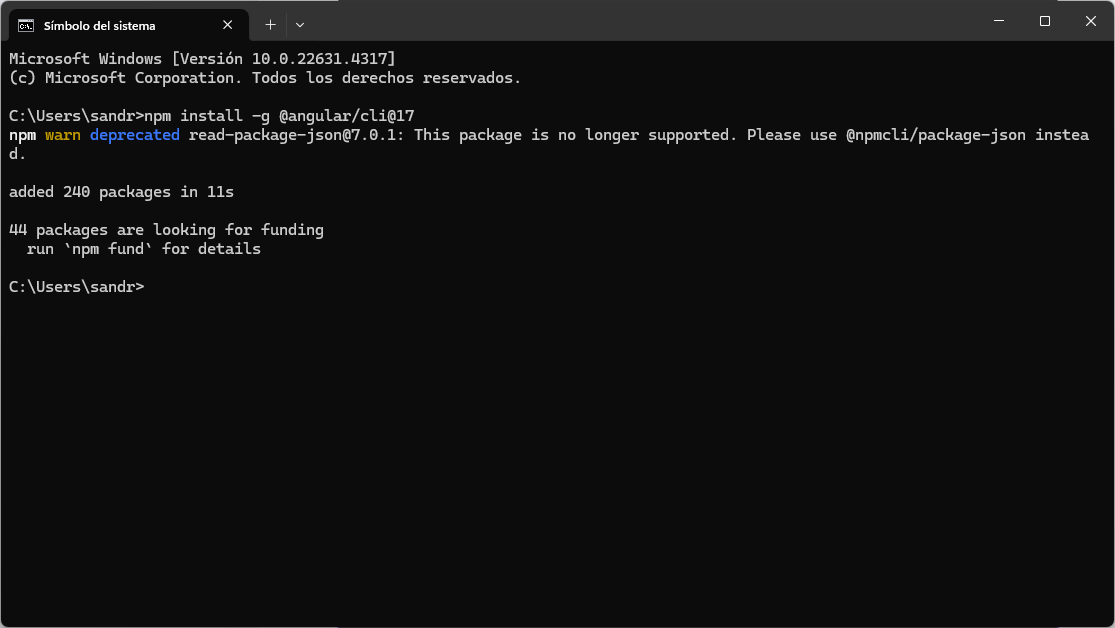 Símbolo del sistema
Microsoft Windows [Versión 10.0.22631.4317]
(c) Microsoft Corporation. Todos los derechos reservados.
C:\Users\sandr>npm install -g @angular/cli@17
npm warn deprecated read-package-json@7.0.1: This package is no longer supported. Please use @npmcli/package-json instea
d.
added 240 packages in 11s
44 packages are looking for funding
  run `npm fund` for details
C:\Users\sandr>